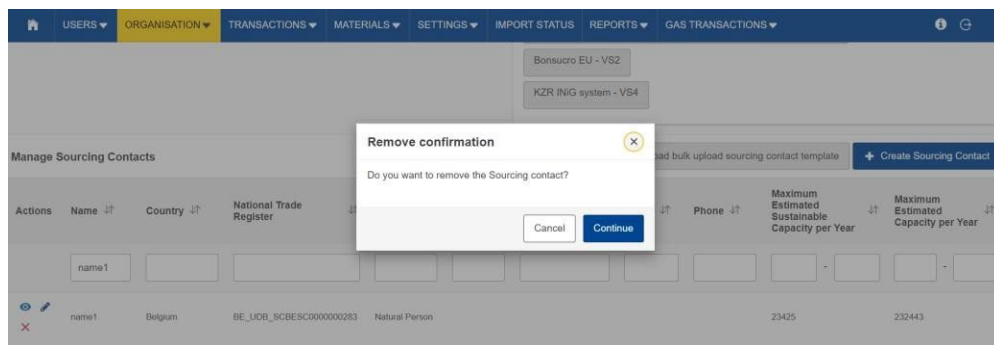 USERS ORGANISATION TRANSACTIONS MATERIALS SETTINGS IMPORT STATUS REPORTS GAS TRANSACTIONS
Bonsucro EU - VS2
KZR INiG system - VS4
Remove confirmation
Do you want to remove the Sourcing contact?
Cancel Continue
Manage Sourcing Contacts
bulk upload sourcing contact template + Create Sourcing Contact
Actions Name Country National Trade Register Phone Maximum Estimated Sustainable Capacity per Year Maximum Estimated Capacity per Year
name1 - -
name1 Belgium BE_UDB_SCBESC0000000283 Natural Person 23425 232443